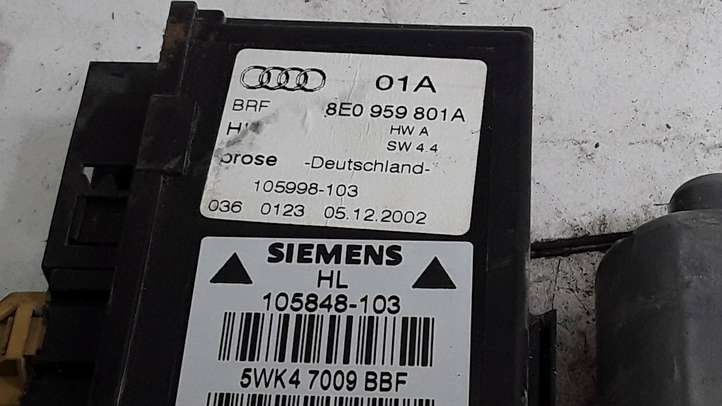 01A
BRF 8E0 959 801A
HW A
SW 4.4
-Deutschland-
105998-103
036 0123 05.12.2002
SIEMENS
HL
105848-103
5WK4 7009 BBF